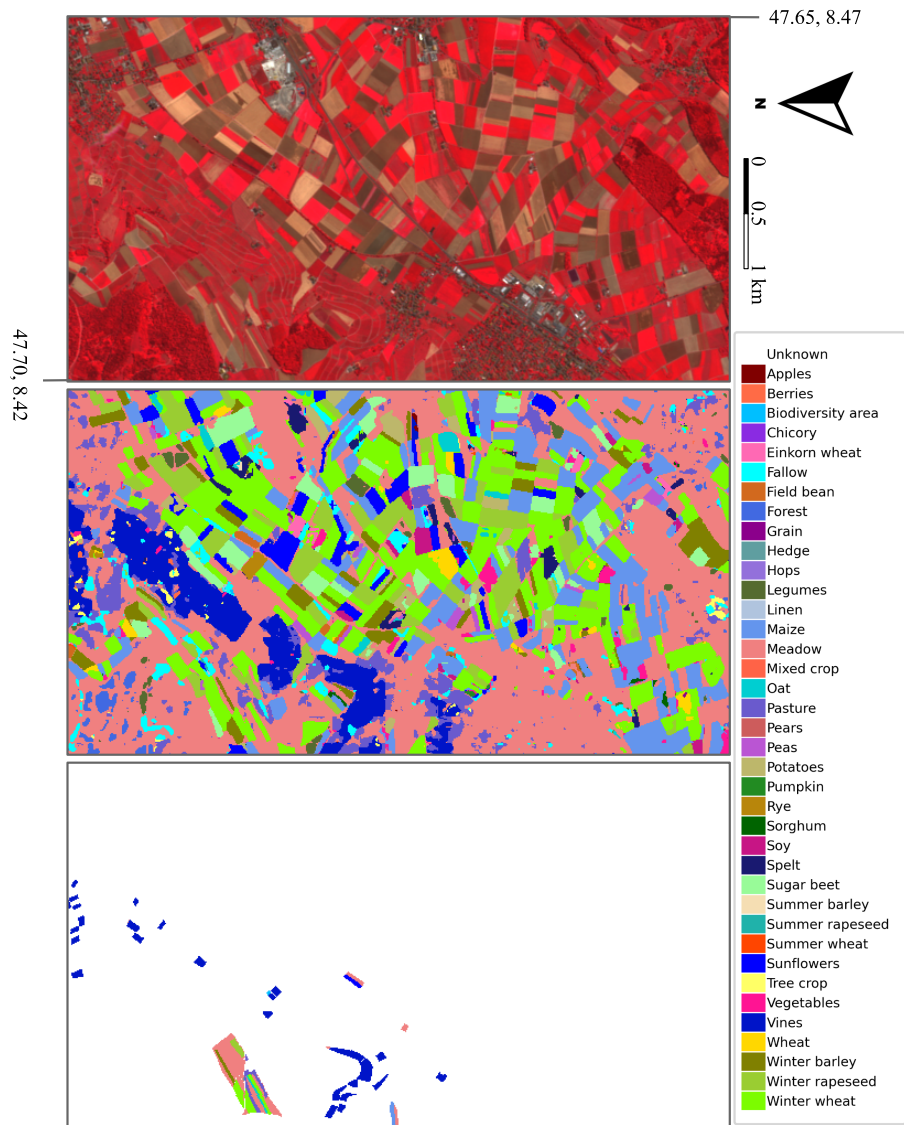 47.65, 8.47
N
0 0.5 1 km
47.70, 8.42
Unknown
Apples
Berries
Biodiversity area
Chicory
Einkorn wheat
Fallow
Field bean
Forest
Grain
Hedge
Hops
Legumes
Linen
Maize
Meadow
Mixed crop
Oat
Pasture
Pears
Peas
Potatoes
Pumpkin
Rye
Sorghum
Soy
Spelt
Sugar beet
Summer barley
Summer rapeseed
Summer wheat
Sunflowers
Tree crop
Vegetables
Vines
Wheat
Winter barley
Winter rapeseed
Winter wheat